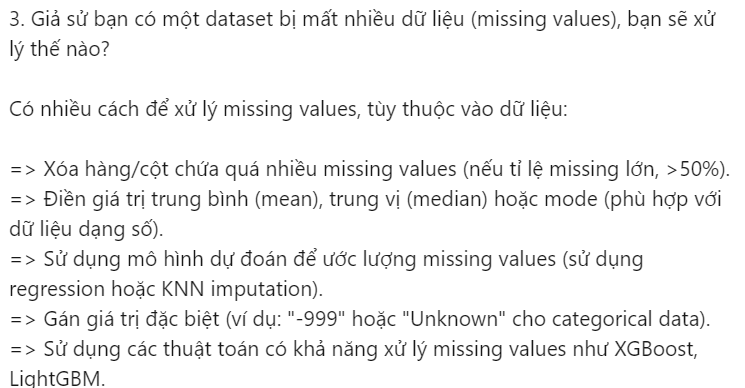 3. Giả sử bạn có một dataset bị mất nhiều dữ liệu (missing values), bạn sẽ xử
lý thế nào?
Có nhiều cách để xử lý missing values, tùy thuộc vào dữ liệu:
=> Xóa hàng/cột chứa quá nhiều missing values (nếu tỉ lệ missing lớn, >50%).
=> Điền giá trị trung bình (mean), trung vị (median) hoặc mode (phù hợp với
dữ liệu dạng số).
=> Sử dụng mô hình dự đoán để ước lượng missing values (sử dụng
regression hoặc KNN imputation).
=> Gán giá trị đặc biệt (ví dụ: "-999" hoặc "Unknown" cho categorical data).
=> Sử dụng các thuật toán có khả năng xử lý missing values như XGBoost,
LightGBM.